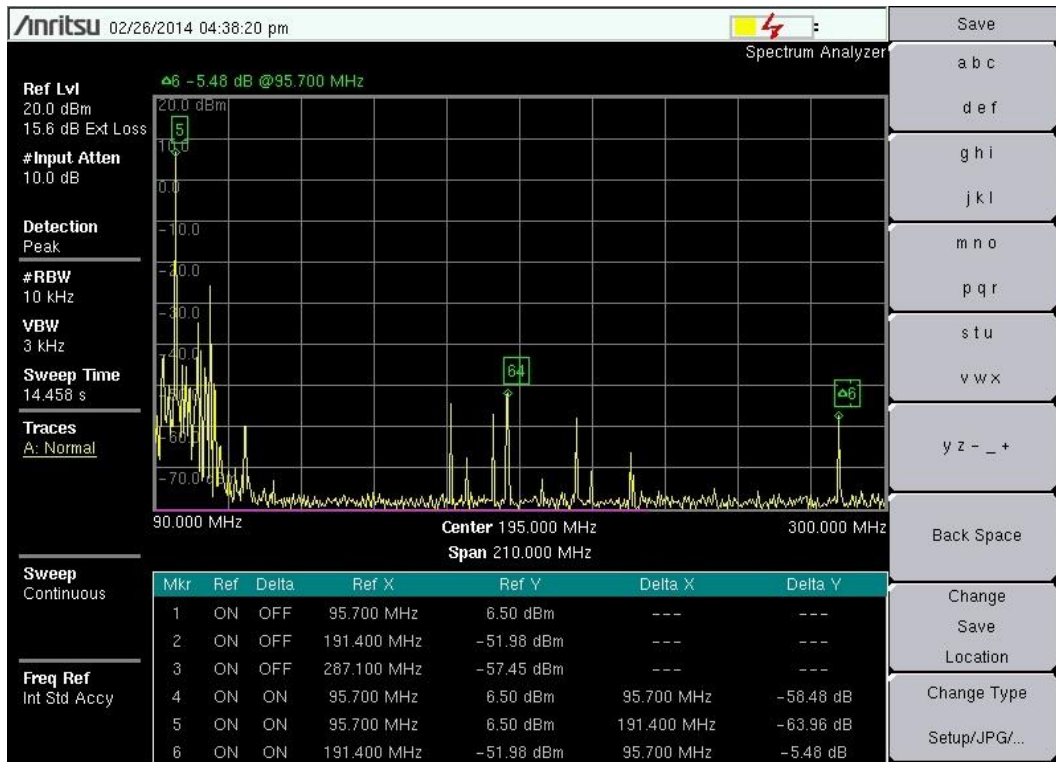 Anritsu 02/26/2014 04:38:20 pm
Spectrum Analyzer
Δ6 -5.48 dB @95.700 MHz
Ref Lvl
20.0 dBm
15.6 dB Ext Loss
#Input Atten
10.0 dB
Detection
Peak
#RBW
10 kHz
VBW
3 kHz
Sweep Time
14.458 s
Traces
A: Normal
Sweep
Continuous
Freq Ref
Int Std Accy
20.0 dBm
10.0
0.0
-10.0
-20.0
-30.0
-40.0
-60.0
-70.0
5
64
Δ6
90.000 MHz
Center 195.000 MHz
300.000 MHz
Span 210.000 MHz
Mkr Ref Delta Ref X Ref Y Delta X Delta Y
1 ON OFF 95.700 MHz 6.50 dBm --- ---
2 ON OFF 191.400 MHz -51.98 dBm --- ---
3 ON OFF 287.100 MHz -57.45 dBm --- ---
4 ON ON 95.700 MHz 6.50 dBm 95.700 MHz -58.48 dB
5 ON ON 95.700 MHz 6.50 dBm 191.400 MHz -63.96 dB
6 ON ON 191.400 MHz -51.98 dBm 95.700 MHz -5.48 dB
Save
a b c
d e f
g h i
j k l
m n o
p q r
s t u
v w x
y z - _ +
Back Space
Change
Save
Location
Change Type
Setup/JPG/...